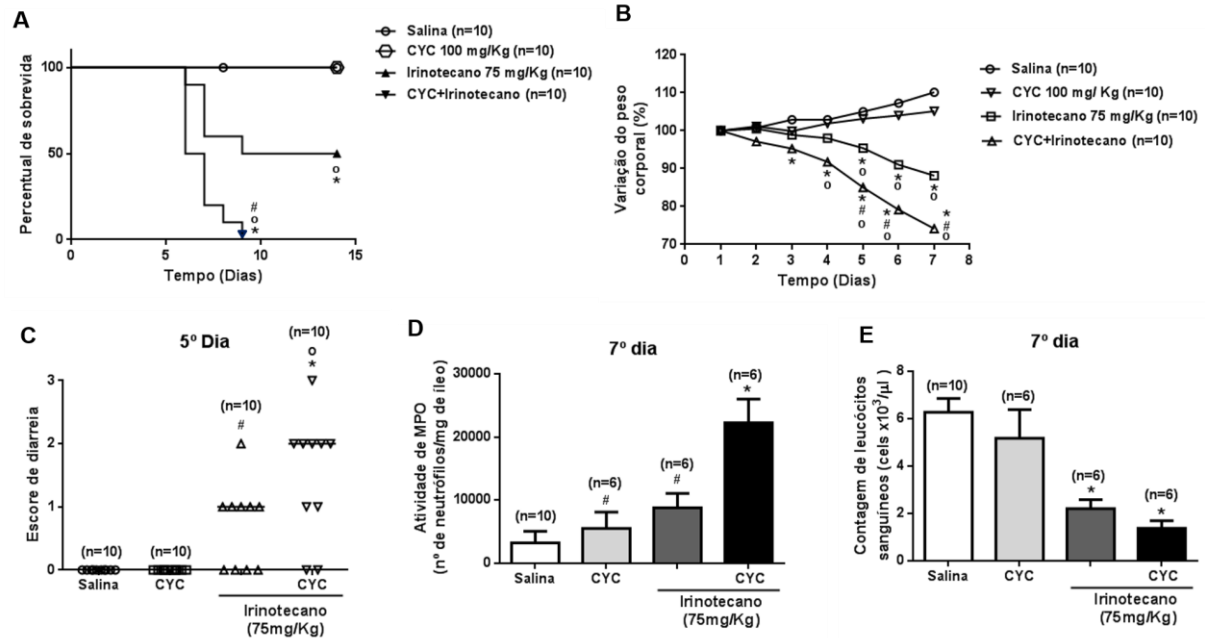 A
Salina (n=10)
CYC 100 mg/Kg (n=10)
Irinotecano 75 mg/Kg (n=10)
CYC+Irinotecano (n=10)
Percentual de sobrevida
100
50
0
o
*
#
o
*
0 5 10 15
Tempo (Dias)
B
Salina (n=10)
CYC 100 mg/ Kg (n=10)
Irinotecano 75 mg/Kg (n=10)
CYC+Irinotecano (n=10)
Variação do peso
corporal (%)
120
110
100
90
80
70
*
*
o
*
o
*
#
o
*
o
*
#
o
*
o
*
#
o
0 1 2 3 4 5 6 7 8
Tempo (Dias)
C
5º Dia
Escore de diarreia
3
2
1
0
(n=10)
(n=10)
(n=10)
#
(n=10)
o
*
Salina CYC CYC
Irinotecano
(75mg/Kg)
D
7º dia
Atividade de MPO
(nº de neutrófilos/mg de íleo)
30000
20000
10000
0
(n=10)
(n=6)
#
(n=6)
#
(n=6)
*
Salina CYC CYC
Irinotecano
(75mg/Kg)
E
7º dia
Contagem de leucócitos
sanguíneos (cels x10³/µl)
8
6
4
2
0
(n=10)
(n=6)
(n=6)
*
(n=6)
*
Salina CYC CYC
Irinotecano
(75mg/Kg)